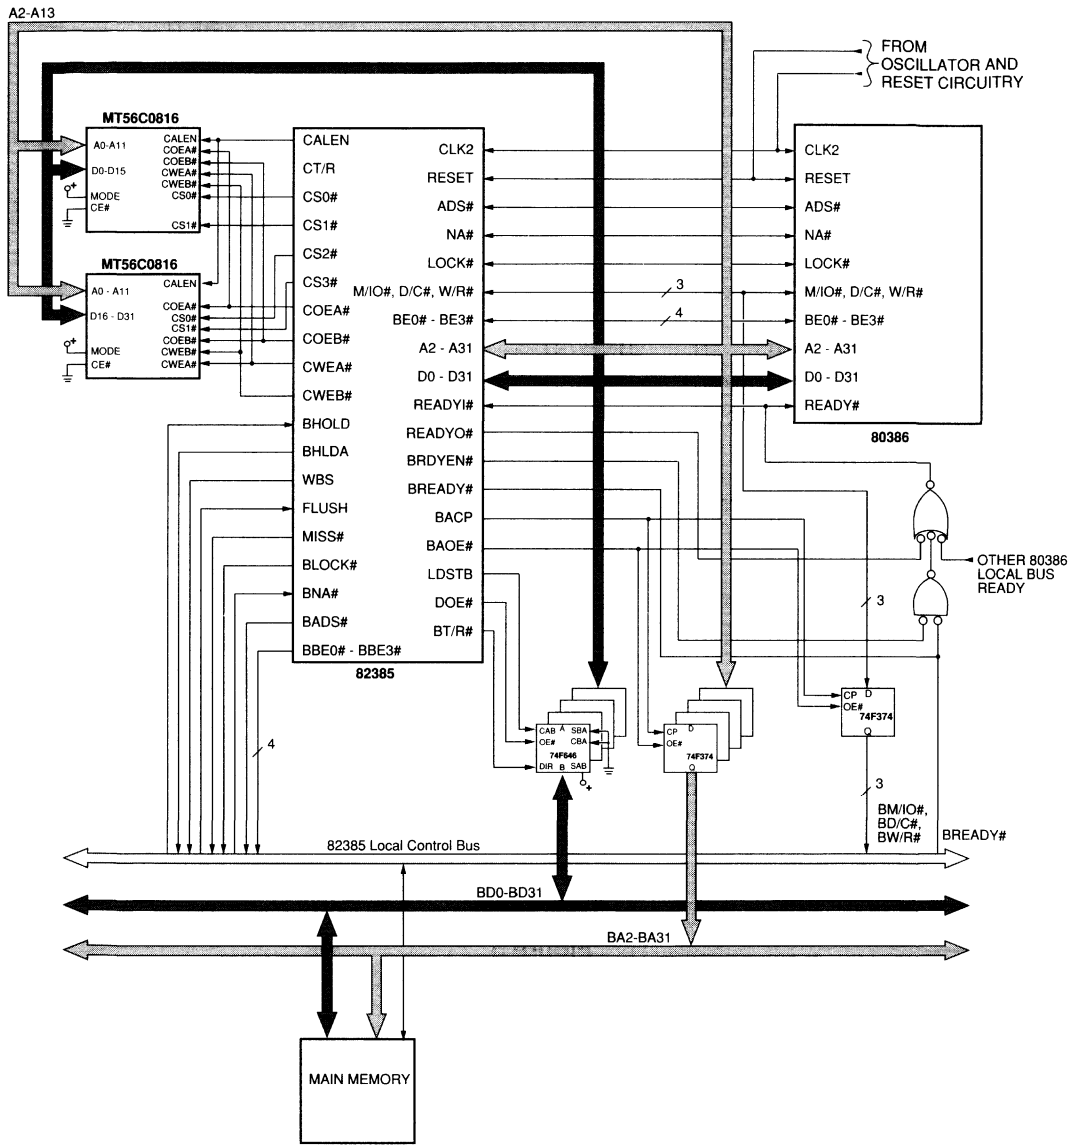 A2-A13
FROM
OSCILLATOR AND
RESET CIRCUITRY
MT56C0816
A0-A11
D0-D15
MODE
CE#
CALEN
COEA#
COEB#
CWEA#
CWEB#
CS0#
CS1#
+
MT56C0816
A0 - A11
D16 - D31
MODE
CE#
CALEN
COEA#
CS0#
CS1#
COEB#
CWEB#
CWEA#
+
CALEN
CT/R
CS0#
CS1#
CS2#
CS3#
COEA#
COEB#
CWEA#
CWEB#
BHOLD
BHLDA
WBS
FLUSH
MISS#
BLOCK#
BNA#
BADS#
BBE0# - BBE3#
CLK2
RESET
ADS#
NA#
LOCK#
M/IO#, D/C#, W/R#
BE0# - BE3#
A2 - A31
D0 - D31
READYI#
READYO#
BRDYEN#
BREADY#
BACP
BAOE#
LDSTB
DOE#
BT/R#
82385
3
4
CLK2
RESET
ADS#
NA#
LOCK#
M/IO#, D/C#, W/R#
BE0# - BE3#
A2 - A31
D0 - D31
READY#
80386
OTHER 80386
LOCAL BUS
READY
3
4
CAB A SBA
OE# CBA
74F646
DIR B SAB
+
CP D
OE#
74F374
Q
CP D
OE#
74F374
Q
3
BM/IO#,
BD/C#,
BW/R#
BREADY#
82385 Local Control Bus
BD0-BD31
BA2-BA31
MAIN MEMORY